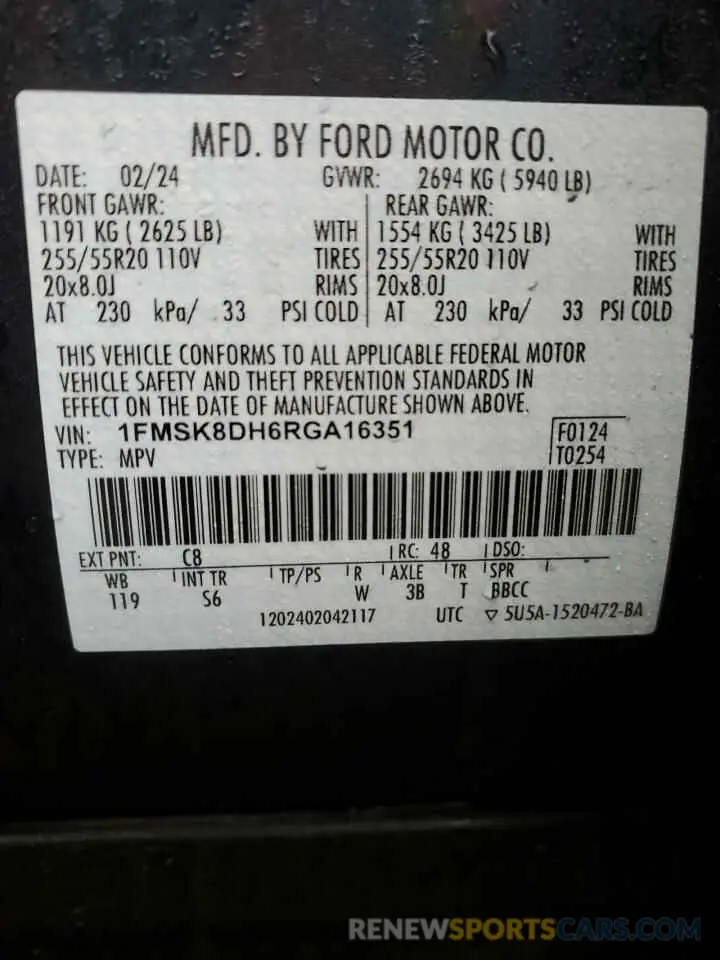 MFD. BY FORD MOTOR CO.
DATE: 02/24 GVWR: 2694 KG ( 5940 LB)
FRONT GAWR: REAR GAWR:
1191 KG ( 2625 LB) WITH 1554 KG ( 3425 LB) WITH
255/55R20 110V TIRES 255/55R20 110V TIRES
20x8.0J RIMS 20x8.0J RIMS
AT 230 kPa/ 33 PSI COLD AT 230 kPa/ 33 PSI COLD
THIS VEHICLE CONFORMS TO ALL APPLICABLE FEDERAL MOTOR
VEHICLE SAFETY AND THEFT PREVENTION STANDARDS IN
EFFECT ON THE DATE OF MANUFACTURE SHOWN ABOVE.
VIN: 1FMSK8DH6RGA16351 F0124
TYPE: MPV T0254
EXT PNT: C8 RC: 48 DSO:
WB INT TR TP/PS R AXLE TR SPR
119 S6 W 3B T BBCC
1202402042117 UTC ▽ 5U5A-1520472-BA
RENEWSPORTSCARS.COM